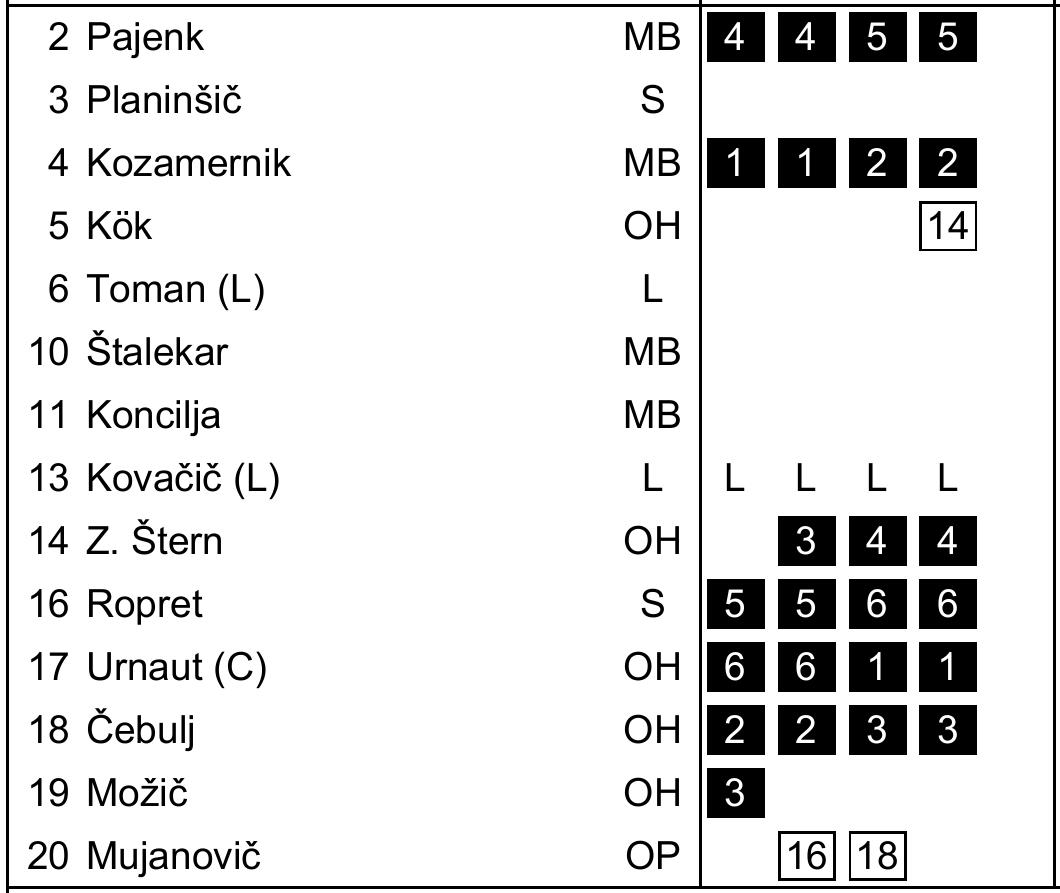 2 Pajenk MB 4 4 5 5
3 Planinšič S
4 Kozamernik MB 1 1 2 2
5 Kök OH 14
6 Toman (L) L
10 Štalekar MB
11 Koncilja MB
13 Kovačič (L) L L L L L
14 Z. Štern OH 3 4 4
16 Ropret S 5 5 6 6
17 Urnaut (C) OH 6 6 1 1
18 Čebulj OH 2 2 3 3
19 Možič OH 3
20 Mujanovič OP 16 18